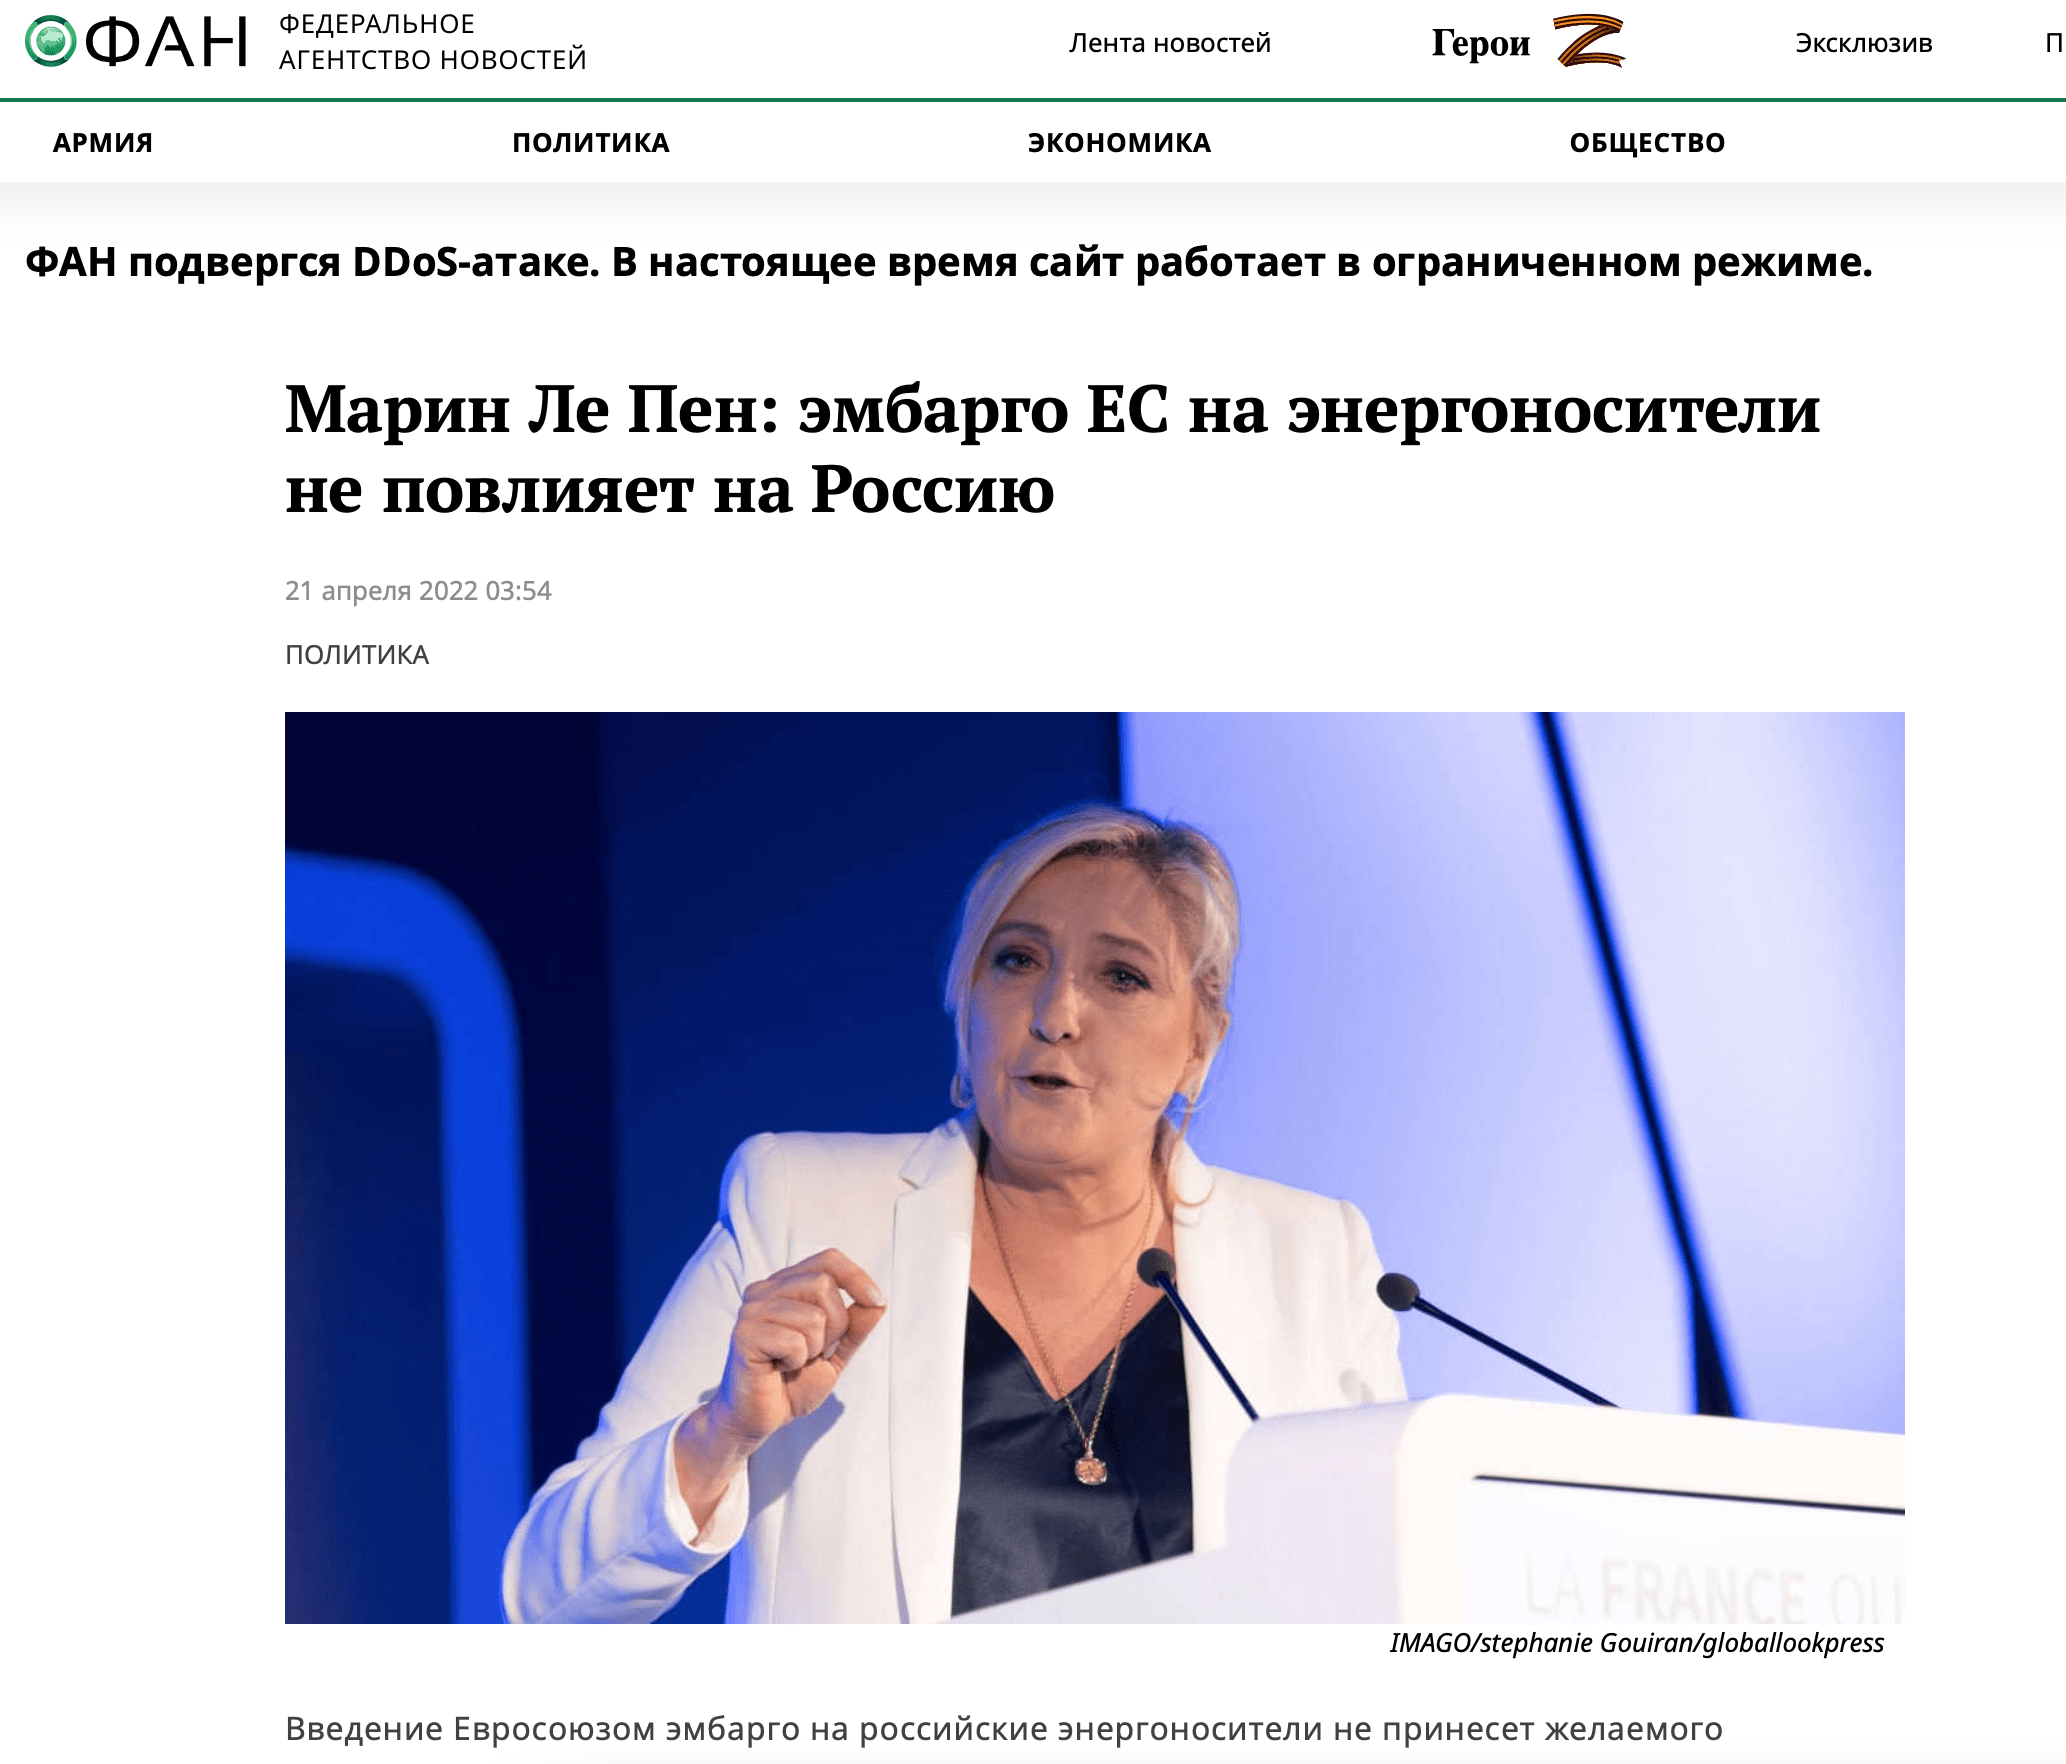 ФАН
ФЕДЕРАЛЬНОЕ
АГЕНТСТВО НОВОСТЕЙ
Лента новостей
Герои Z
Эксклюзив
П
АРМИЯ
ПОЛИТИКА
ЭКОНОМИКА
ОБЩЕСТВО
ФАН подвергся DDoS-атаке. В настоящее время сайт работает в ограниченном режиме.
Марин Ле Пен: эмбарго ЕС на энергоносители
не повлияет на Россию
21 апреля 2022 03:54
ПОЛИТИКА
LA FRANCE
IMAGO/stephanie Gouiran/globallookpress
Введение Евросоюзом эмбарго на российские энергоносители не принесет желаемого